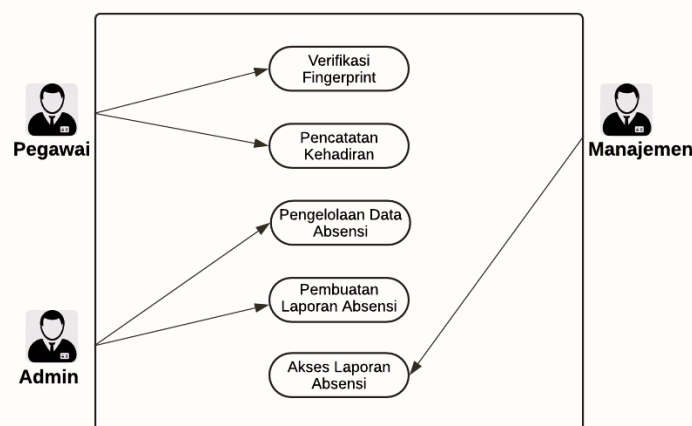 Verifikasi
Fingerprint
Pegawai
Pencatatan
Kehadiran
Manajemen
Pengelolaan Data
Absensi
Pembuatan
Laporan Absensi
Admin
Akses Laporan
Absensi